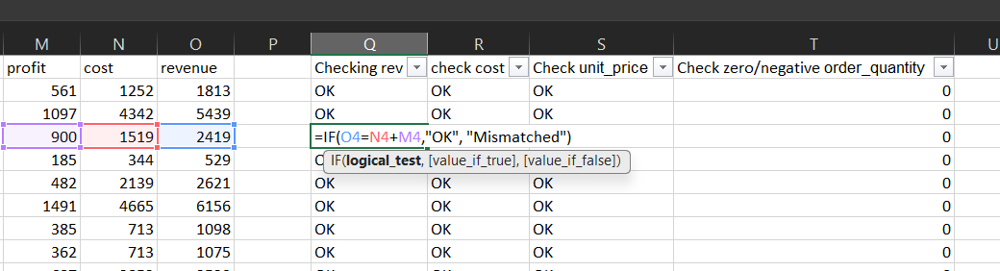 M N O P Q R S T U
profit cost revenue Checking rev check cost Check unit_price Check zero/negative order_quantity
561 1252 1813 OK OK OK 0
1097 4342 5439 OK OK OK 0
900 1519 2419 =IF(O4=N4+M4,"OK", "Mismatched") 0
IF(logical_test, [value_if_true], [value_if_false])
185 344 529 OK 0
482 2139 2621 OK OK OK 0
1491 4665 6156 OK OK OK 0
385 713 1098 OK OK OK 0
362 713 1075 OK OK OK 0